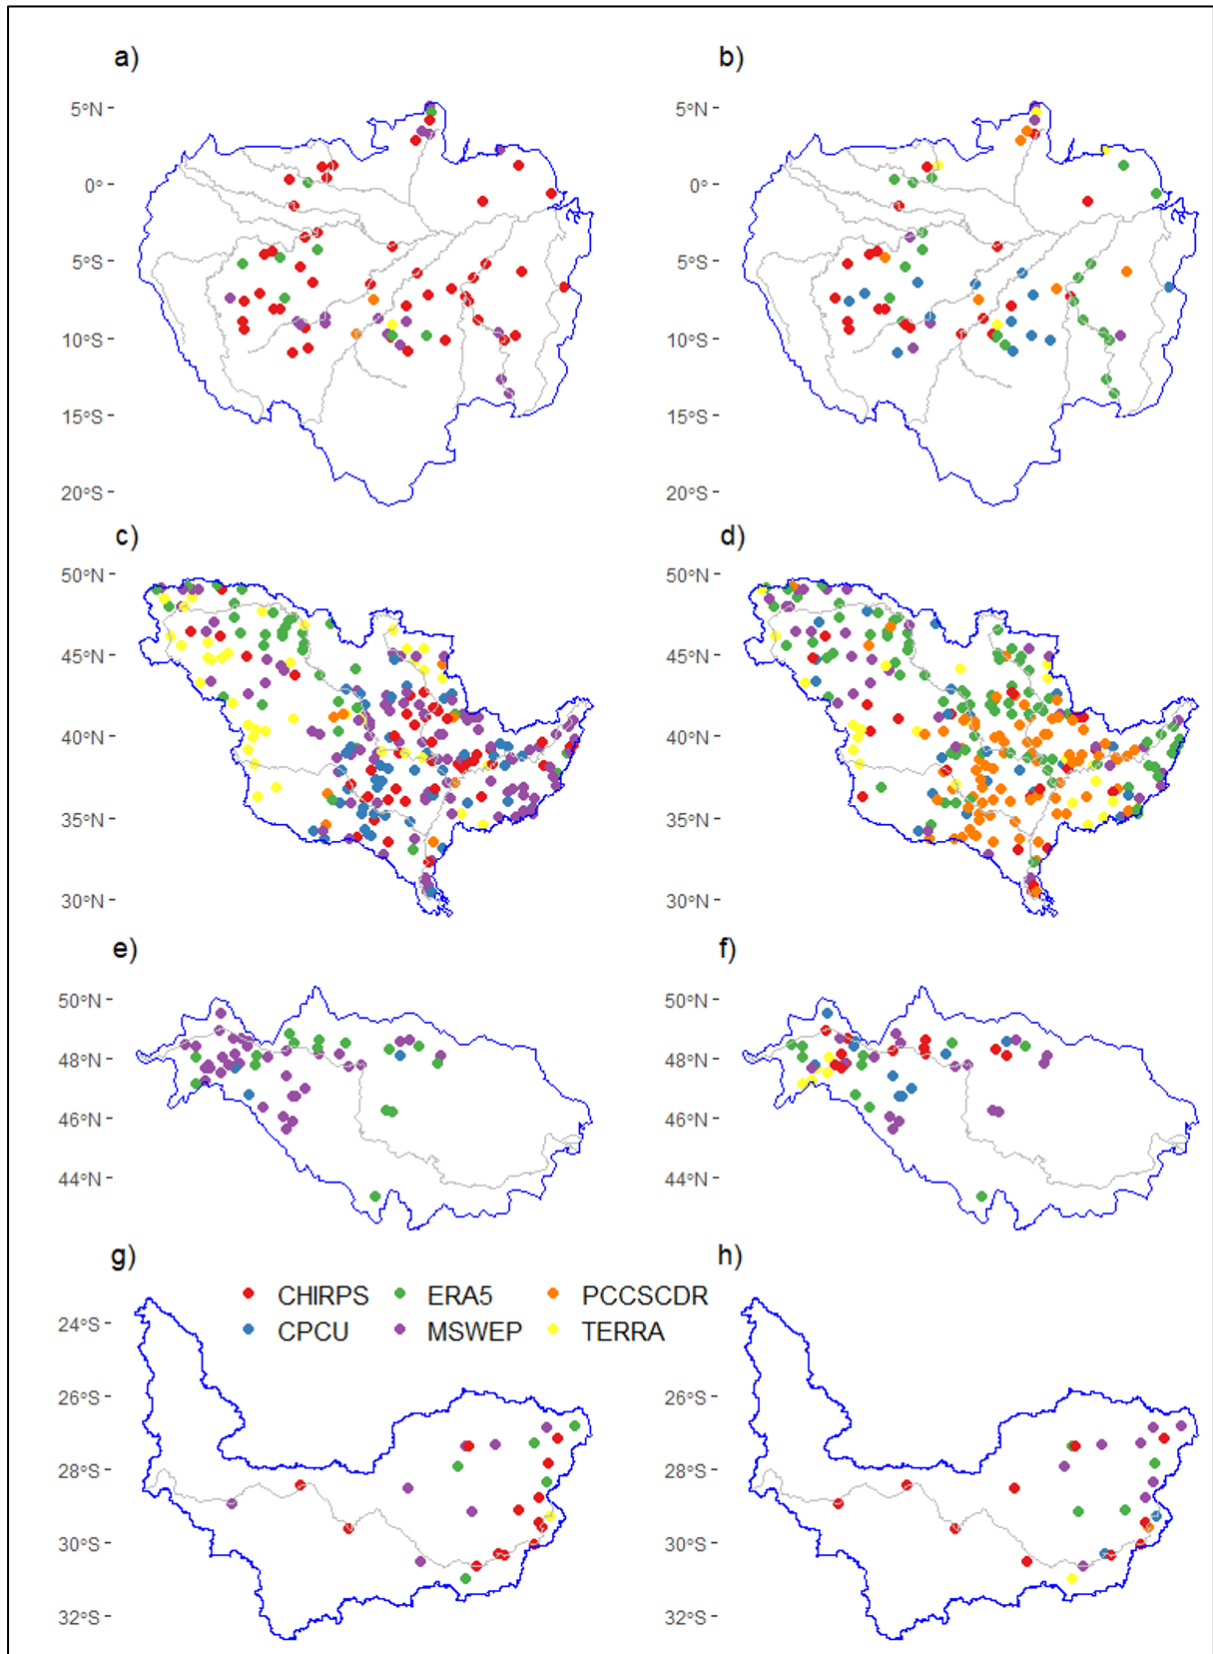 a) b)
5°N 5°N
0° 0°
5°S 5°S
10°S 10°S
15°S 15°S
20°S 20°S
c) d)
50°N 50°N
45°N 45°N
40°N 40°N
35°N 35°N
30°N 30°N
e) f)
50°N 50°N
48°N 48°N
46°N 46°N
44°N 44°N
g) h)
CHIRPS ERA5 PCCSCDR
CPCU MSWEP TERRA
24°S 24°S
26°S 26°S
28°S 28°S
30°S 30°S
32°S 32°S